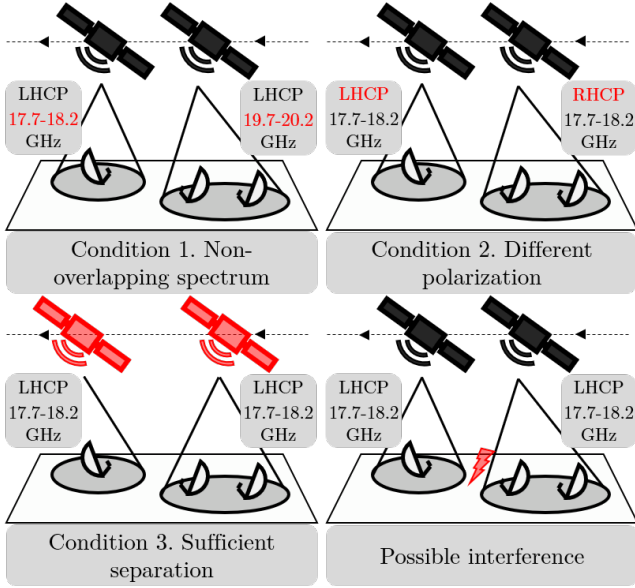 LHCP
17.7-18.2
GHz
LHCP
19.7-20.2
GHz
Condition 1. Non-
overlapping spectrum
LHCP
17.7-18.2
GHz
RHCP
17.7-18.2
GHz
Condition 2. Different
polarization
LHCP
17.7-18.2
GHz
LHCP
17.7-18.2
GHz
Condition 3. Sufficient
separation
LHCP
17.7-18.2
GHz
LHCP
17.7-18.2
GHz
Possible interference